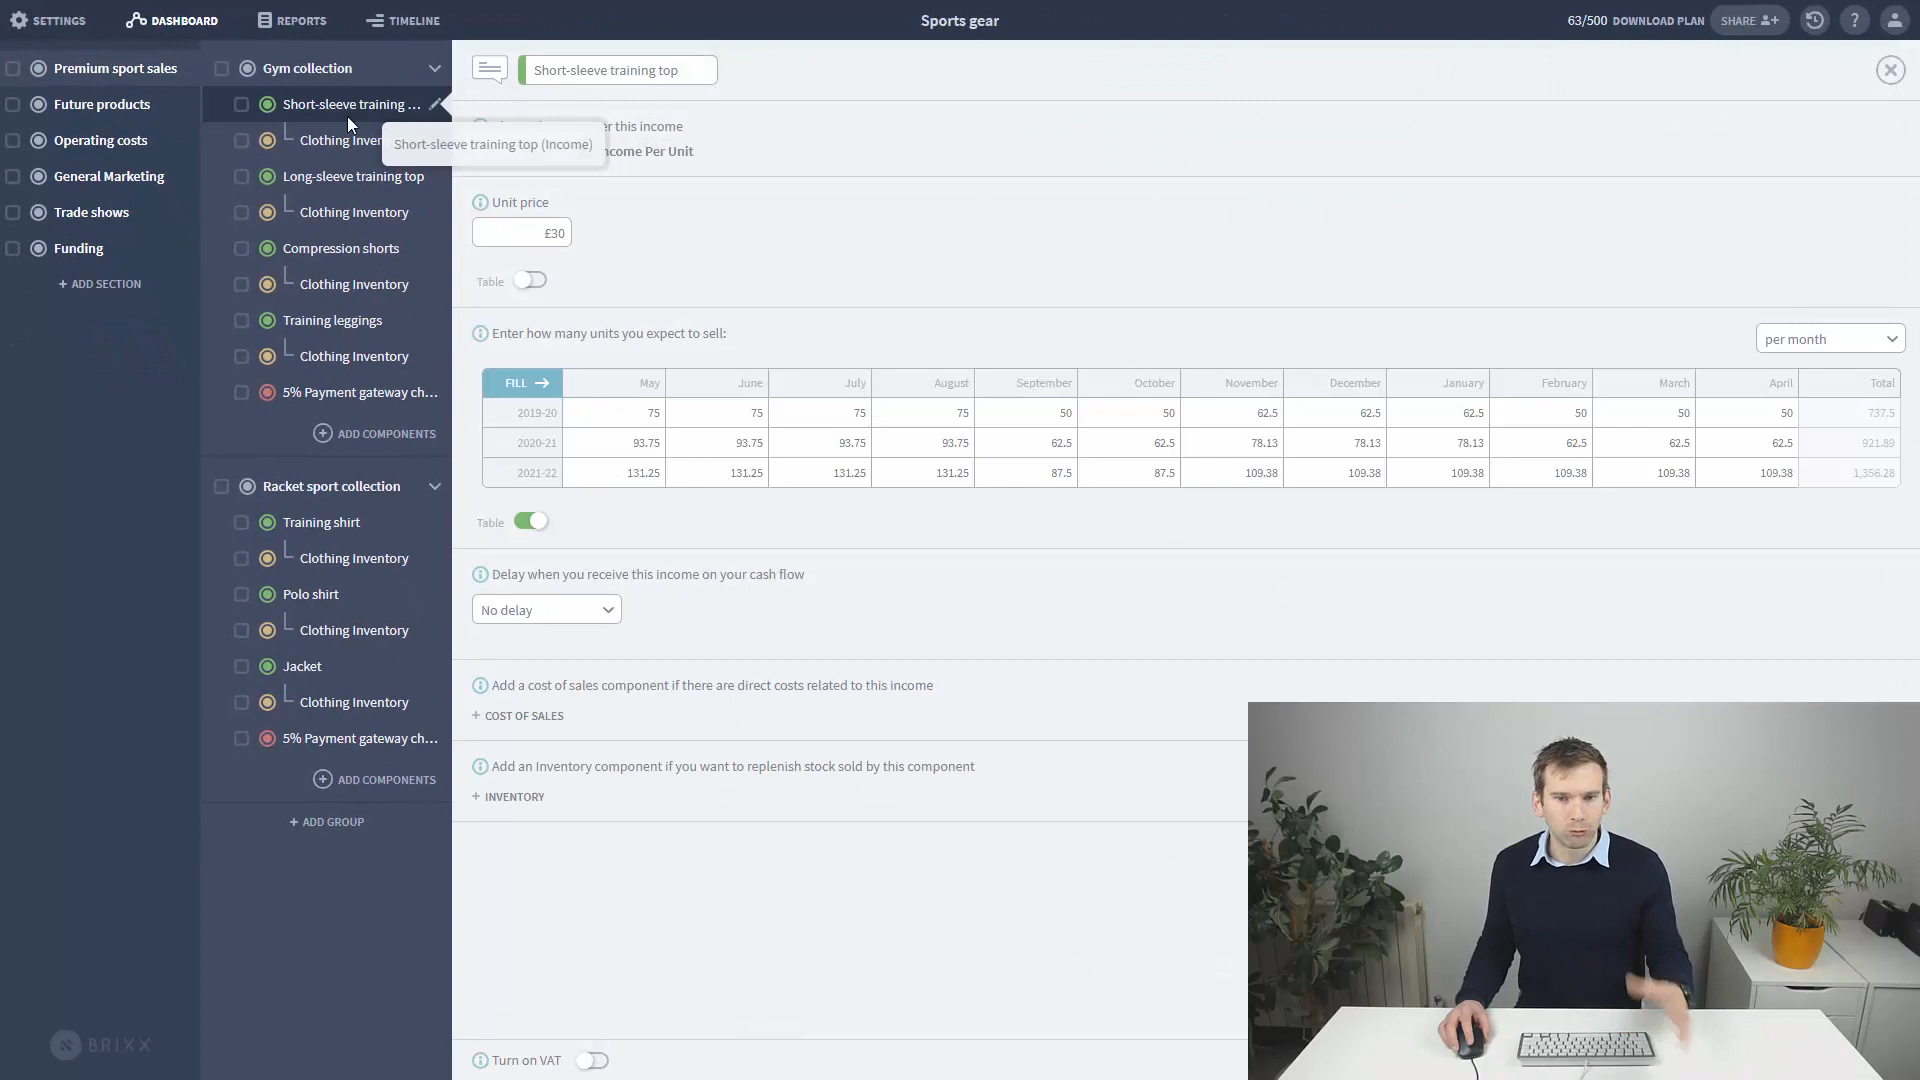 SETTINGS
DASHBOARD
REPORTS
TIMELINE
Sports gear
63/500 DOWNLOAD PLAN
SHARE
?
Premium sport sales
Future products
Operating costs
General Marketing
Trade shows
Funding
+ ADD SECTION
BRIXX
Gym collection
Short-sleeve training ...
Clothing Inver
Long-sleeve training top
Clothing Inventory
Compression shorts
Clothing Inventory
Training leggings
Clothing Inventory
5% Payment gateway ch...
ADD COMPONENTS
Racket sport collection
Training shirt
Clothing Inventory
Polo shirt
Clothing Inventory
Jacket
Clothing Inventory
5% Payment gateway ch...
ADD COMPONENTS
+ ADD GROUP
Short-sleeve training top
er this income
Short-sleeve training top (Income)
ncome Per Unit
Unit price
£30
Table
Enter how many units you expect to sell:
per month
FILL → May June July August September October November December January February March April Total
2019-20 75 75 75 75 50 50 62.5 62.5 62.5 50 50 50 737.5
2020-21 93.75 93.75 93.75 93.75 62.5 62.5 78.13 78.13 78.13 62.5 62.5 62.5 921.89
2021-22 131.25 131.25 131.25 131.25 87.5 87.5 109.38 109.38 109.38 109.38 109.38 109.38 1,356.28
Table
Delay when you receive this income on your cash flow
No delay
Add a cost of sales component if there are direct costs related to this income
+ COST OF SALES
Add an Inventory component if you want to replenish stock sold by this component
+ INVENTORY
Turn on VAT